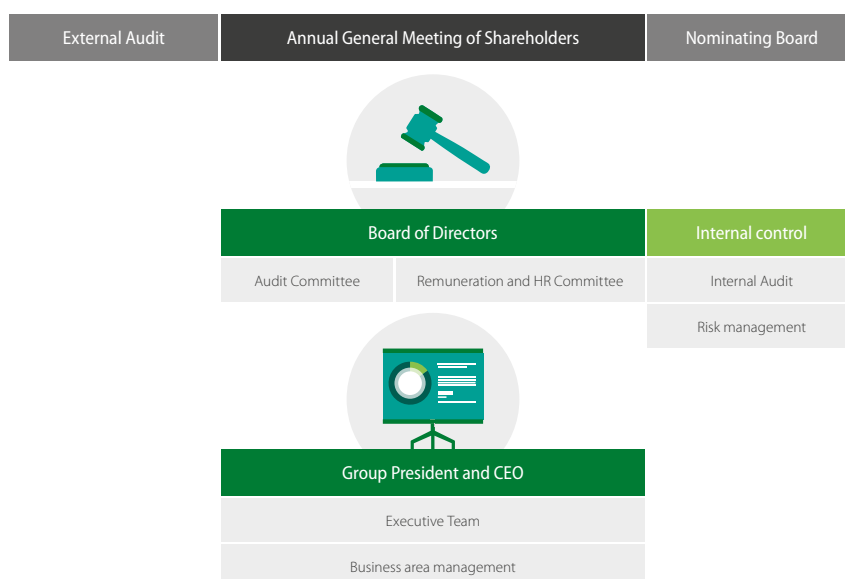 External Audit
Annual General Meeting of Shareholders
Nominating Board
Board of Directors
Internal control
Audit Committee
Remuneration and HR Committee
Internal Audit
Risk management
Group President and CEO
Executive Team
Business area management